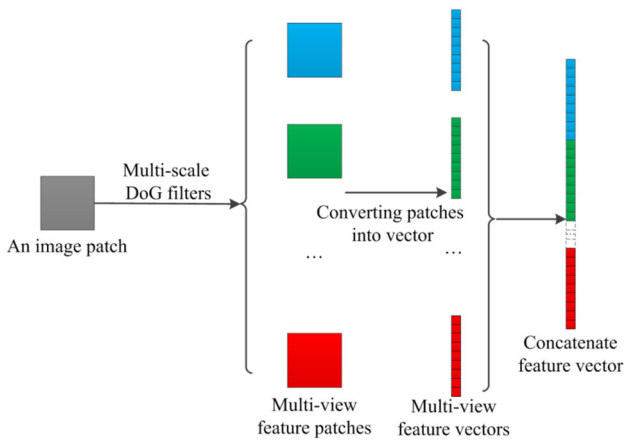 Multi-scale
DoG filters
An image patch
Converting patches
into vector
...
...
Multi-view
feature patches
Multi-view
feature vectors
Concatenate
feature vector